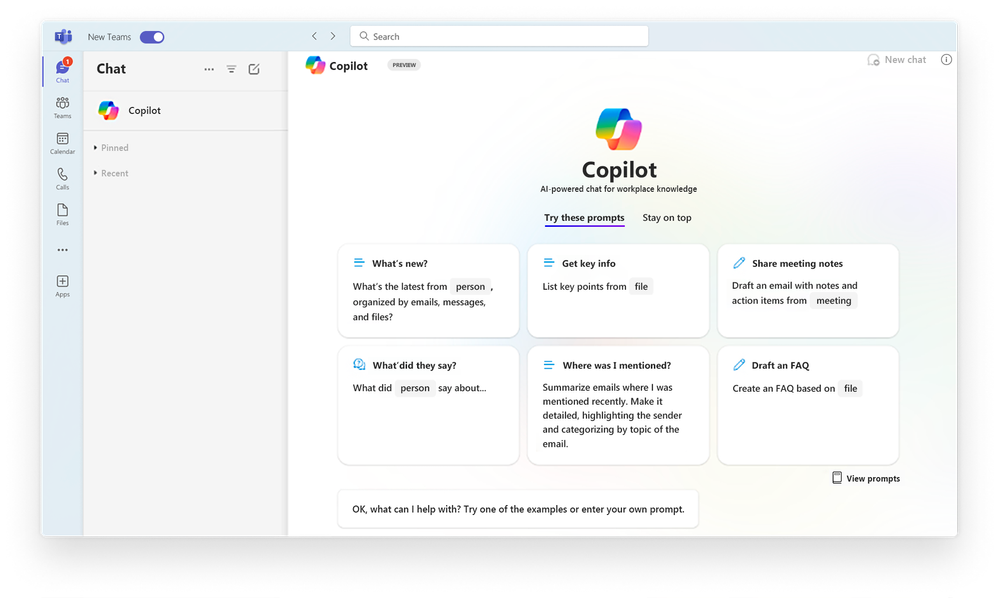 New Teams
Search
1
Chat
Teams
Calendar
Calls
Files
Apps
Chat
Copilot
Pinned
Recent
Copilot PREVIEW
New chat
Copilot
AI-powered chat for workplace knowledge
Try these prompts Stay on top
What's new?
What's the latest from person ,
organized by emails, messages,
and files?
Get key info
List key points from file
Share meeting notes
Draft an email with notes and
action items from meeting
What'did they say?
What did person say about...
Where was I mentioned?
Summarize emails where I was
mentioned recently. Make it
detailed, highlighting the sender
and categorizing by topic of the
email.
Draft an FAQ
Create an FAQ based on file
View prompts
OK, what can I help with? Try one of the examples or enter your own prompt.